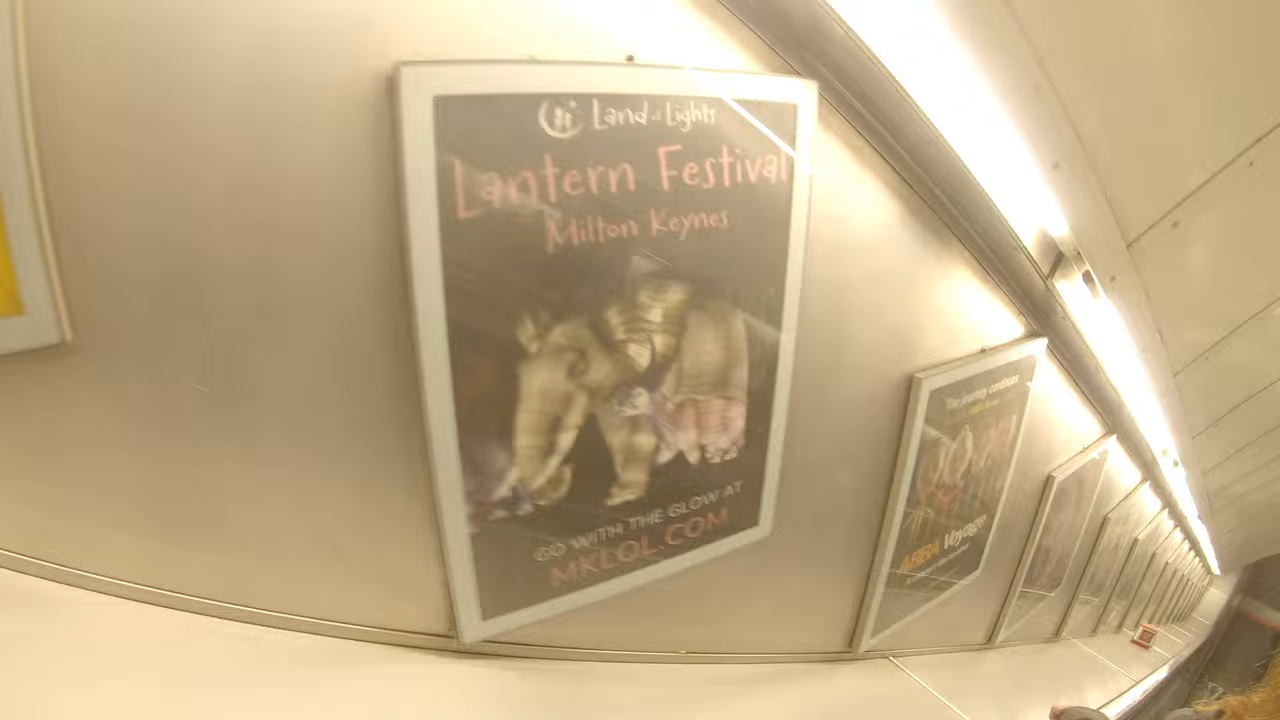 Land of Lights
Lantern Festival
Milton Keynes
GO WITH THE GLOW AT
MKLOL.COM
The journey continues
ABBA Voyage